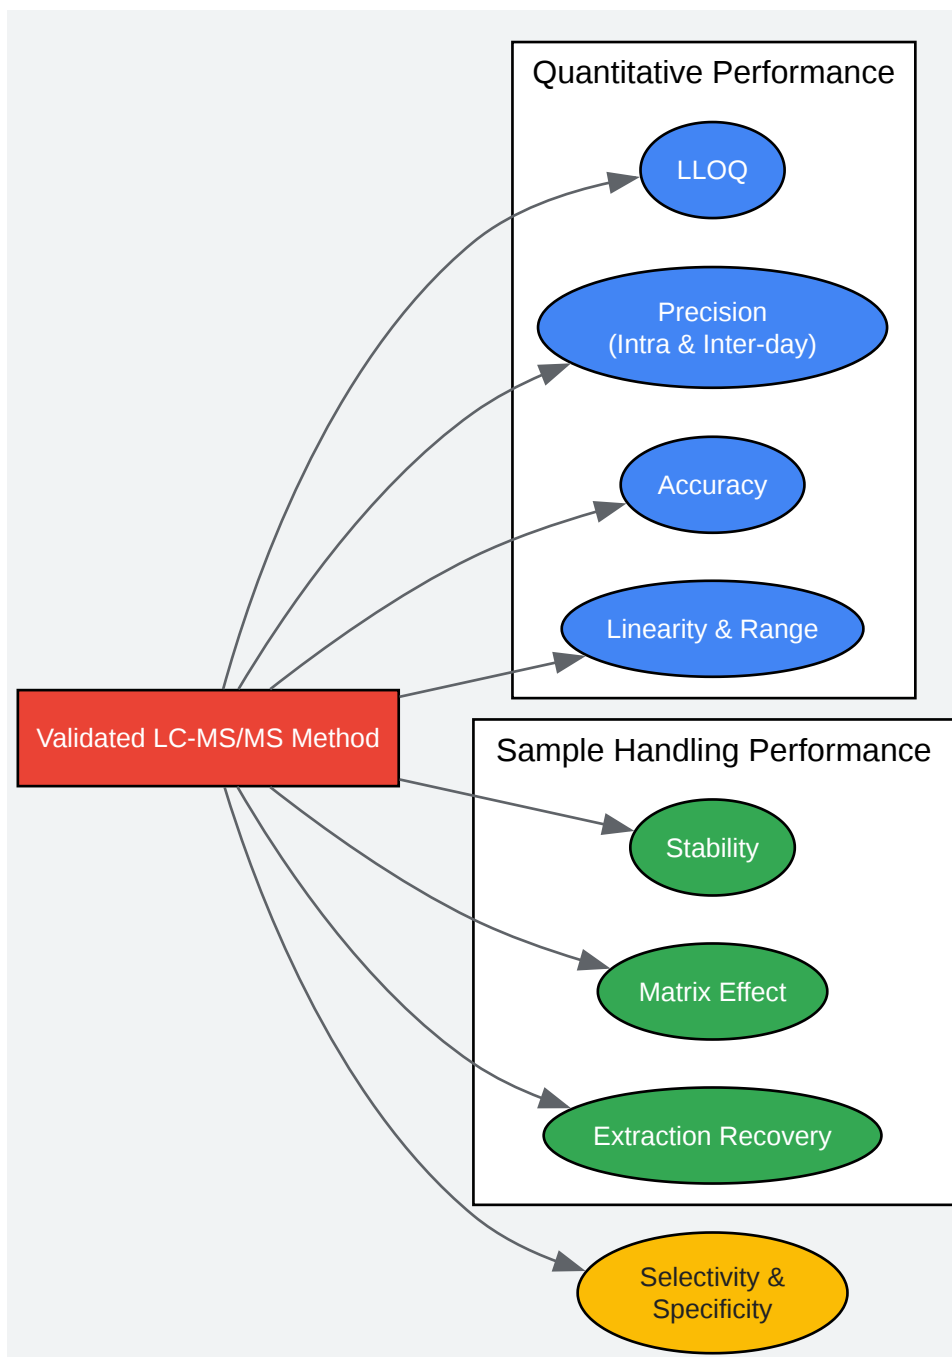 Quantitative Performance
LLOQ
Precision
(Intra & Inter-day)
Accuracy
Linearity & Range
Validated LC-MS/MS Method
Sample Handling Performance
Stability
Matrix Effect
Extraction Recovery
Selectivity &
Specificity